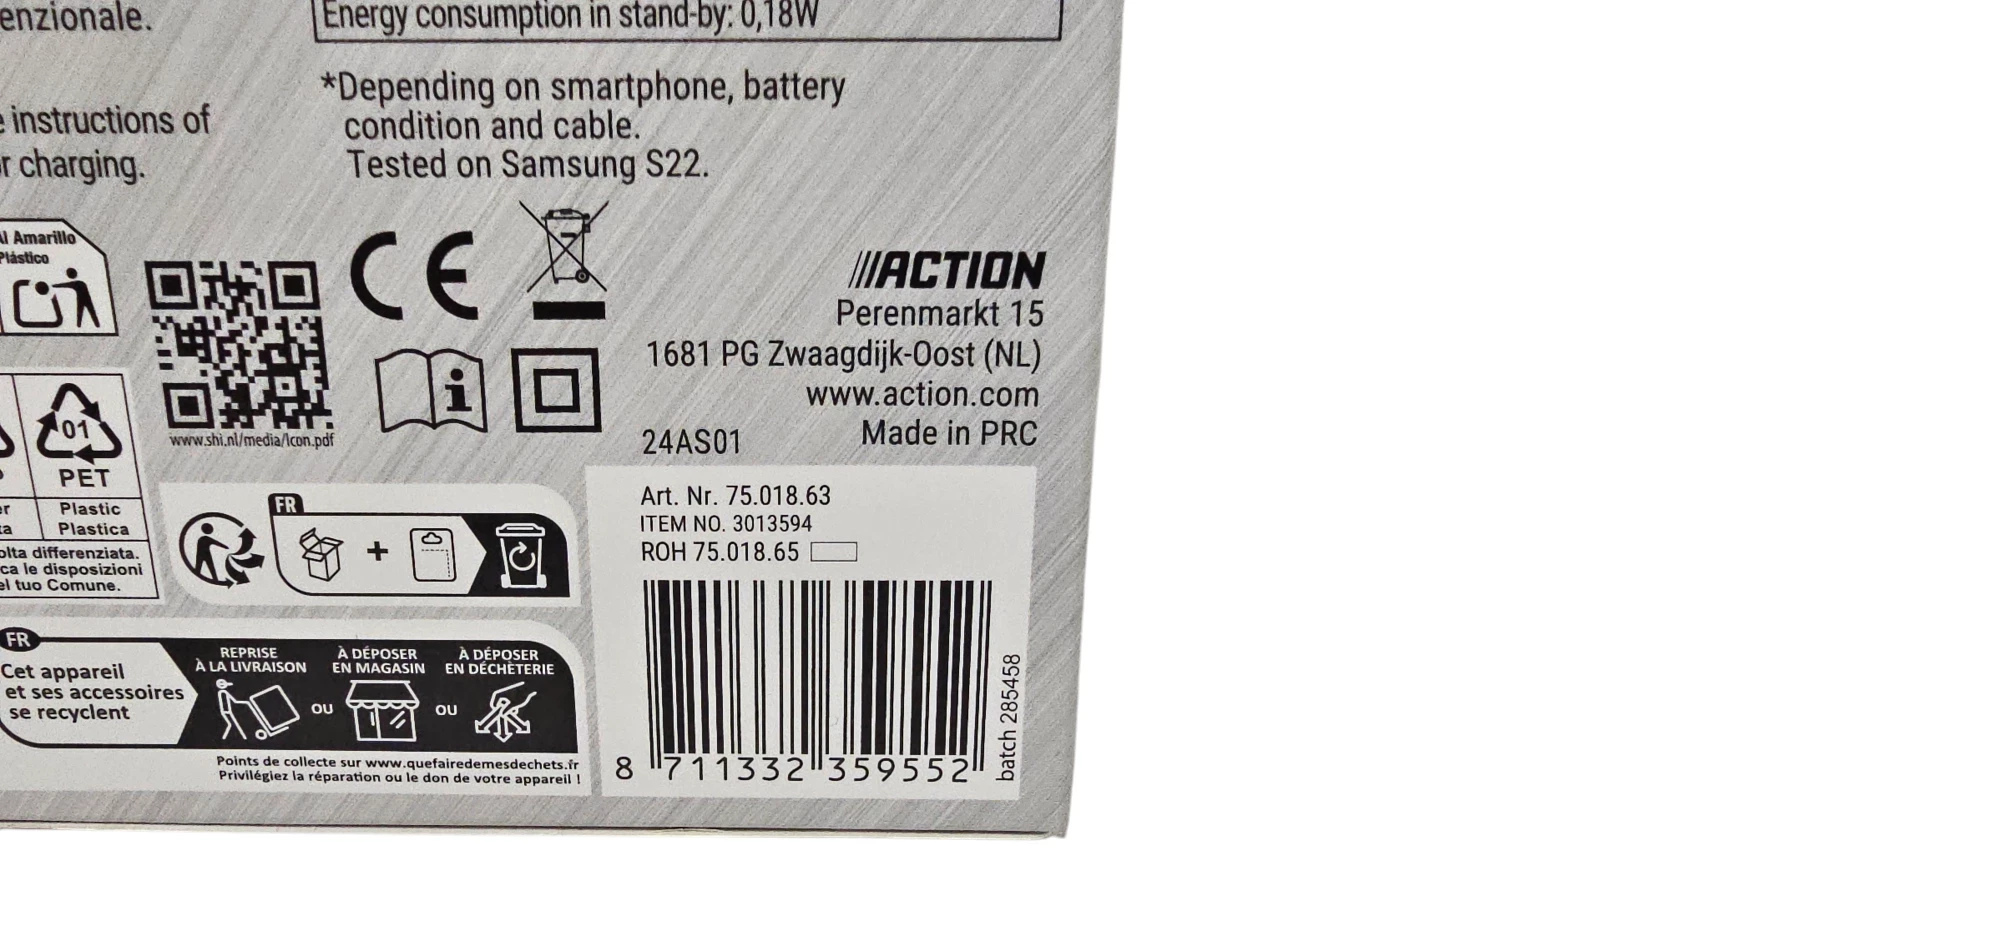 enzionale.
Energy consumption in stand-by: 0,18W
*Depending on smartphone, battery
condition and cable.
Tested on Samsung S22.
instructions of
charging.
Al Amarillo
Plástico
www.shi.nl/media/Icon.pdf
CE
///ACTION
Perenmarkt 15
1681 PG Zwaagdijk-Oost (NL)
www.action.com
Made in PRC
24AS01
01
PET
Plastic
Plastica
olta differenziata.
ca le disposizioni
el tuo Comune.
FR
+
Art. Nr. 75.018.63
ITEM NO. 3013594
ROH 75.018.65
8 711332 359552
batch 285458
FR
Cet appareil
et ses accessoires
se recyclent
REPRISE
À LA LIVRAISON
OU
À DÉPOSER
EN MAGASIN
OU
À DÉPOSER
EN DÉCHÈTERIE
Points de collecte sur www.quefairedemesdechets.fr
Privilégiez la réparation ou le don de votre appareil !